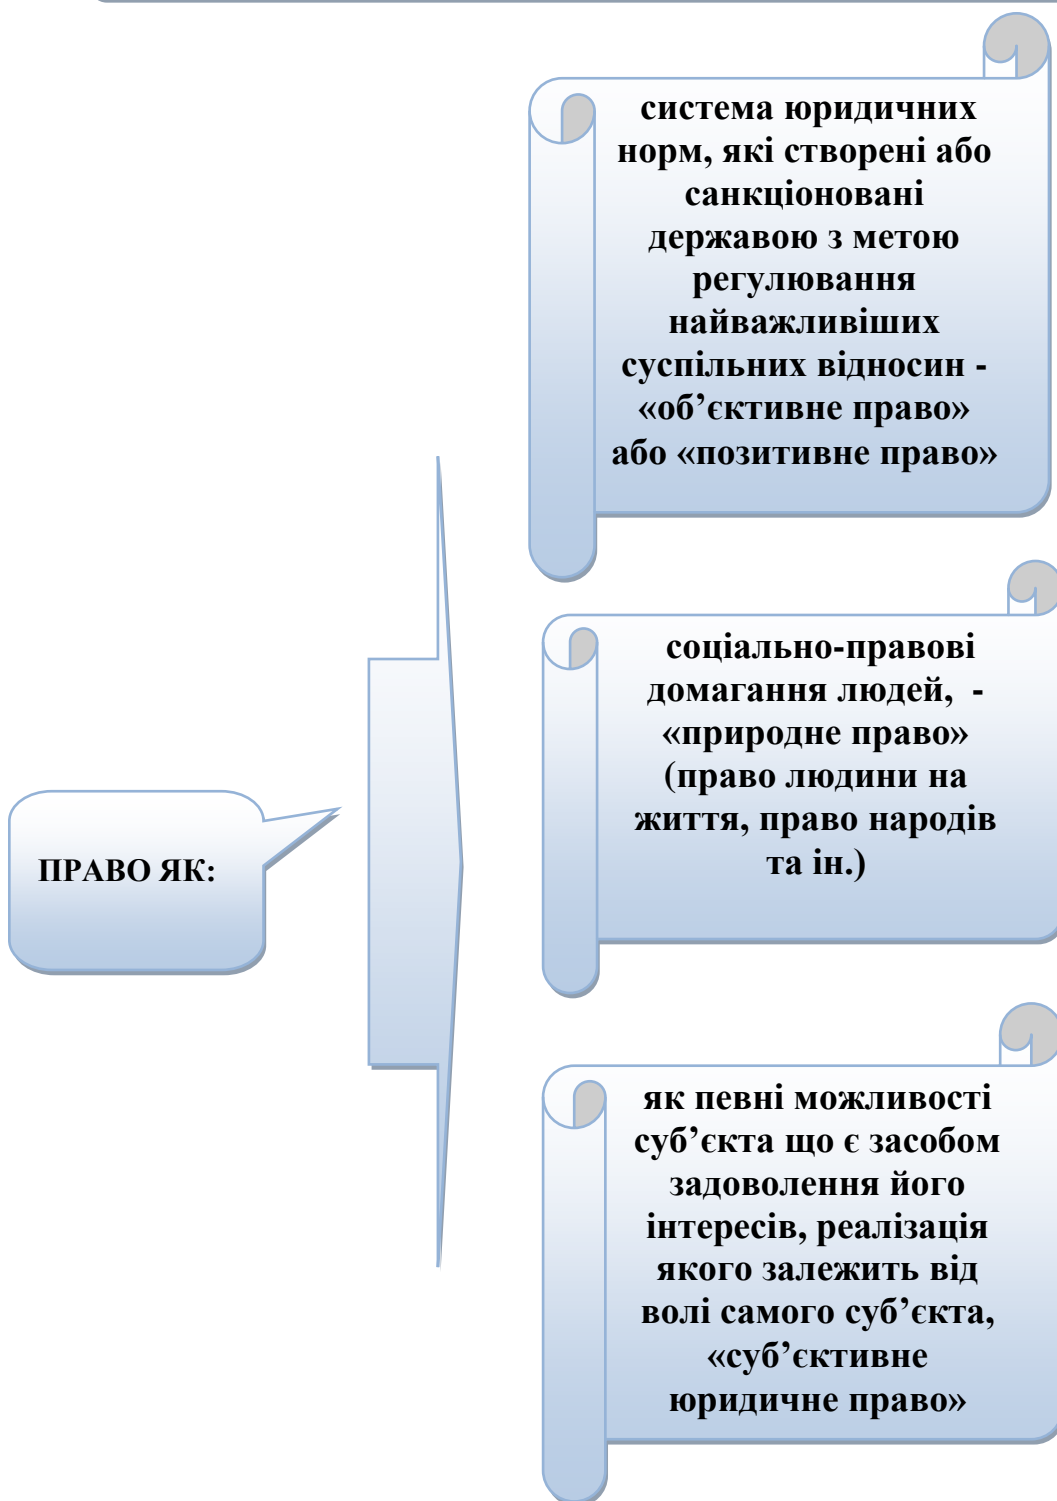 система юридичних
норм, які створені або
санкціоновані
державою з метою
регулювання
найважливіших
суспільних відносин -
«об’єктивне право»
або «позитивне право»
соціально-правові
домагання людей,  -
«природне право»
(право людини на
життя, право народів
та ін.)
ПРАВО ЯК:
як певні можливості
суб’єкта що є засобом
задоволення його
інтересів, реалізація
якого залежить від
волі самого суб’єкта,
«суб’єктивне
юридичне право»